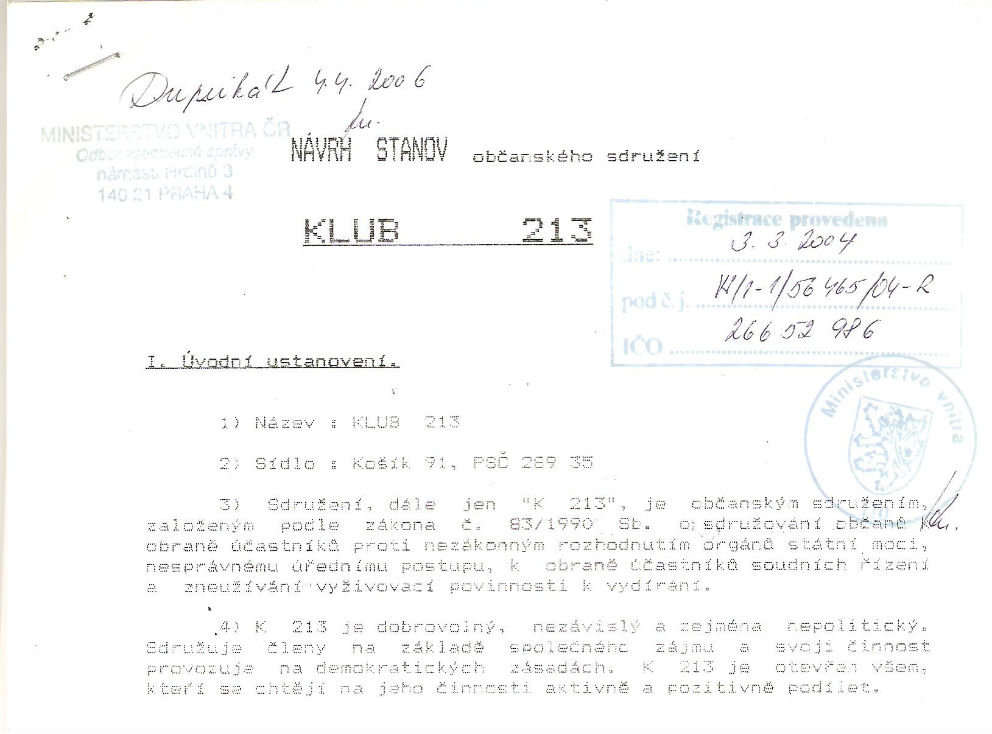 Duplikát 4.4. 2006
MINISTERSTVO VNITRA ČR
Odbor všeobecné správy
náměstí Hrdinů 3
140 21 PRAHA 4
NÁVRH STANOV občanského sdružení
KLUB 213
Registrace provedena
dne: 3. 3. 2004
pod č.j. VS/1-1/56 465/04-R
IČO 266 52 986
Ministerstvo vnitra
I. Úvodní ustanovení.
1) Název : KLUB 213
2) Sídlo : Košík 91, PSČ 289 35
3) Sdružení, dále jen "K 213", je občanským sdružením,
založeným podle zákona č. 83/1990 Sb. o sdružování občanů k
obraně účastníků proti nezákonným rozhodnutím orgánů státní moci,
nesprávnému úřednímu postupu, k obraně účastníků soudních řízení
a zneužívání vyživovací povinnosti k vydírání.
4) K 213 je dobrovolný, nezávislý a zejména nepolitický.
Sdružuje členy na základě společného zájmu a svoji činnost
provozuje na demokratických zásadách. K 213 je otevřen všem,
kteří se chtějí na jeho činnosti aktivně a pozitivně podílet.